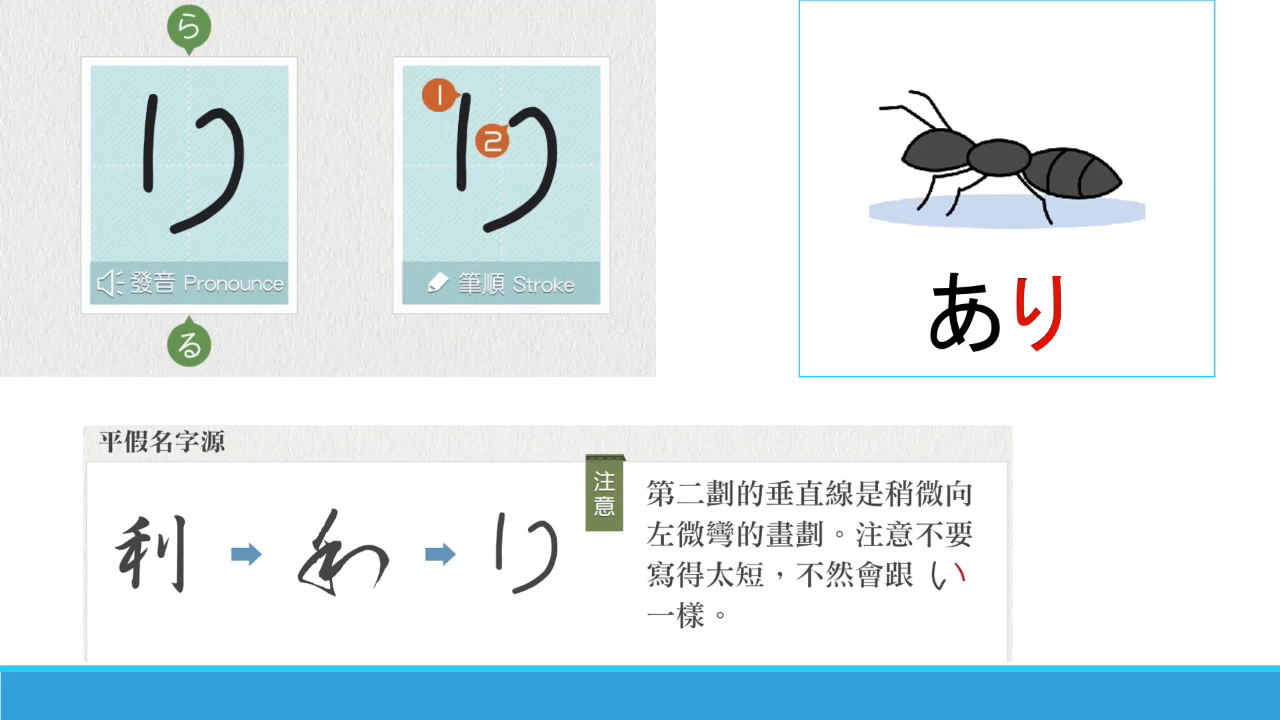 ら
り
發音 Pronounce
る
1
2
り
筆順 Stroke
あり
平假名字源
利 → 利 → り
注意
第二劃的垂直線是稍微向
左微彎的畫劃。注意不要
寫得太短，不然會跟 い
一樣。